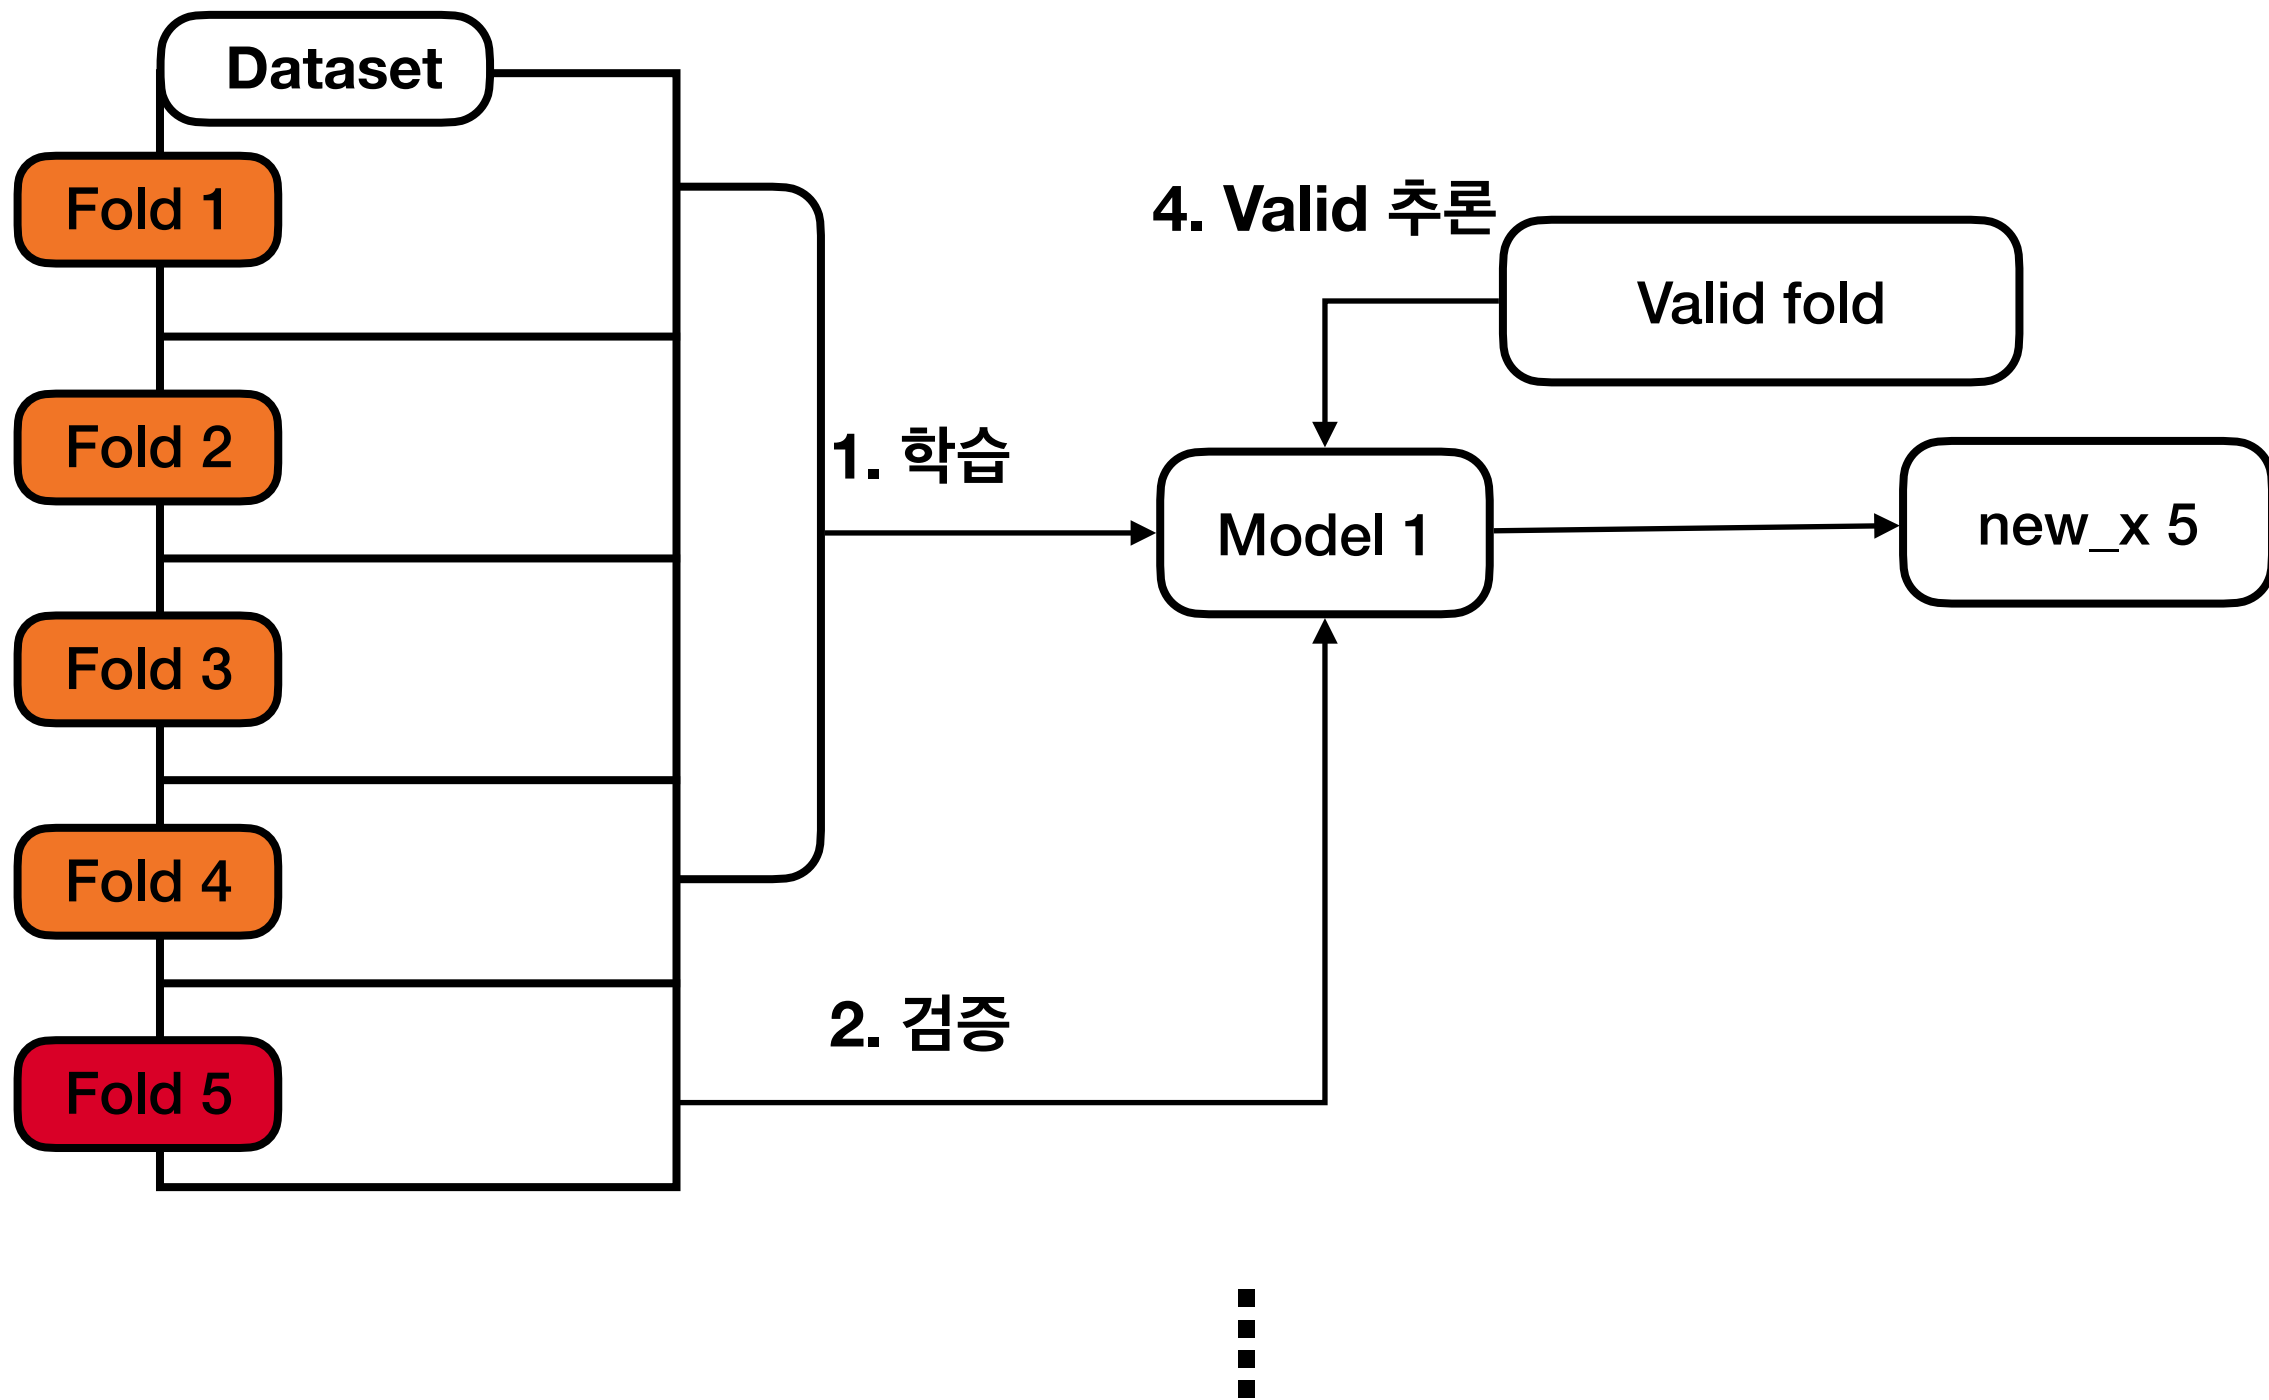 Dataset
Fold 1
Fold 2
Fold 3
Fold 4
Fold 5
1. 학습
2. 검증
4. Valid 추론
Valid fold
Model 1
new_x 5